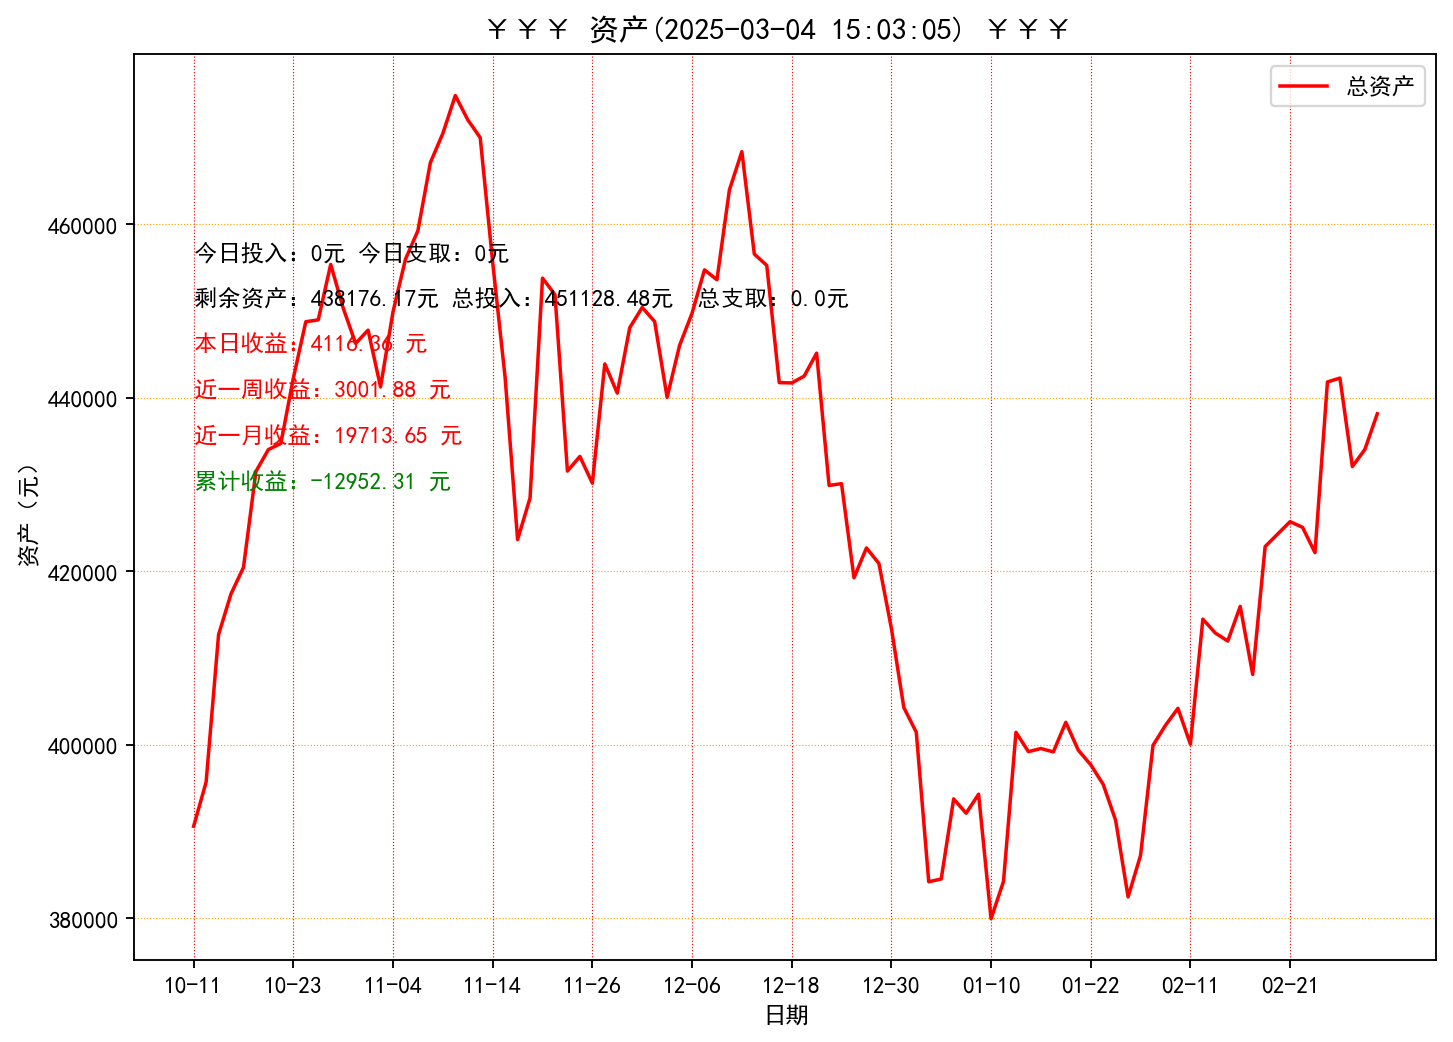 ￥￥￥ 资产(2025-03-04 15:03:05) ￥￥￥
总资产
460000
今日投入：0元 今日支取：0元
剩余资产：438176.17元 总投入：451128.48元  总支取：0.0元
本日收益：4116.36 元
440000
近一周收益：3001.88 元
近一月收益：19713.65 元
累计收益：-12952.31 元
资产（元）
420000
400000
380000
10-11 10-23 11-04 11-14 11-26 12-06 12-18 12-30 01-10 01-22 02-11 02-21
日期